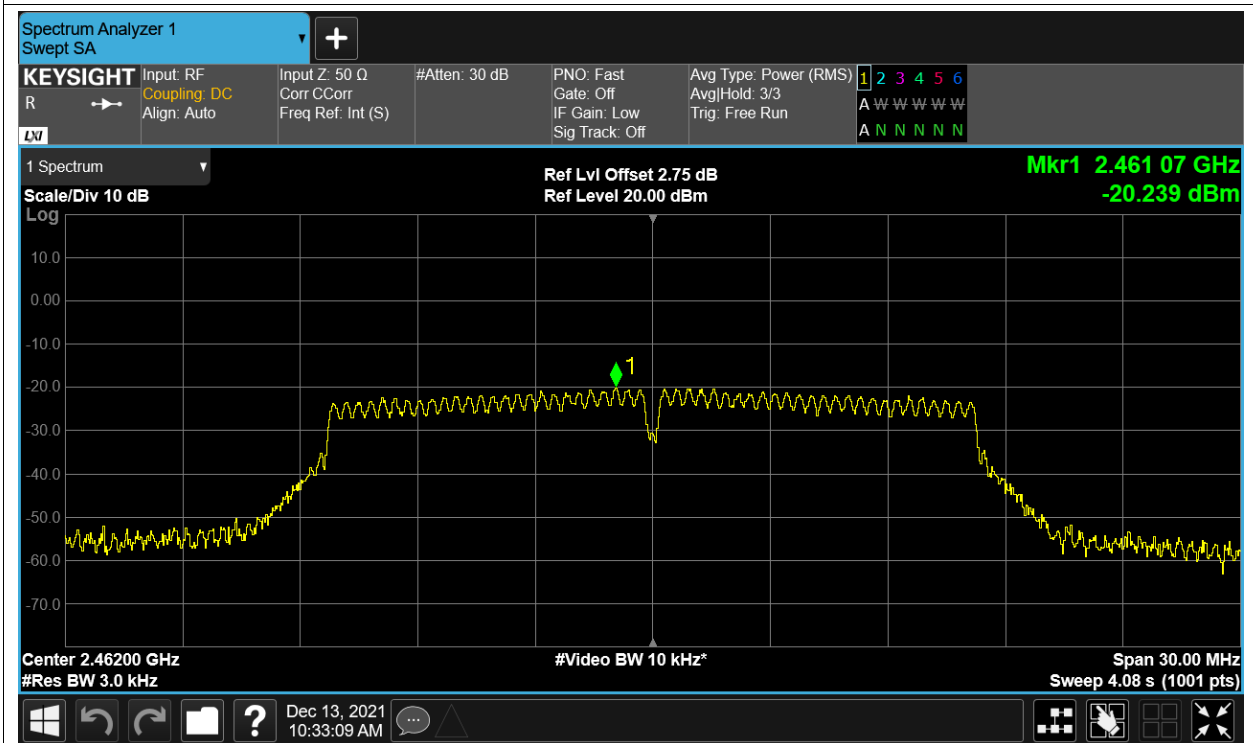 Spectrum Analyzer 1
Swept SA
+
KEYSIGHT
R
LXI
Input: RF
Coupling: DC
Align: Auto
Input Z: 50 Ω
Corr CCorr
Freq Ref: Int (S)
#Atten: 30 dB
PNO: Fast
Gate: Off
IF Gain: Low
Sig Track: Off
Avg Type: Power (RMS)
Avg|Hold: 3/3
Trig: Free Run
1 2 3 4 5 6
A W W W W W
A N N N N N
1 Spectrum
Scale/Div 10 dB
Log
Ref Lvl Offset 2.75 dB
Ref Level 20.00 dBm
Mkr1 2.461 07 GHz
-20.239 dBm
10.0
0.00
-10.0
-20.0
-30.0
-40.0
-50.0
-60.0
-70.0
1
Center 2.46200 GHz
#Res BW 3.0 kHz
#Video BW 10 kHz*
Span 30.00 MHz
Sweep 4.08 s (1001 pts)
?
Dec 13, 2021
10:33:09 AM